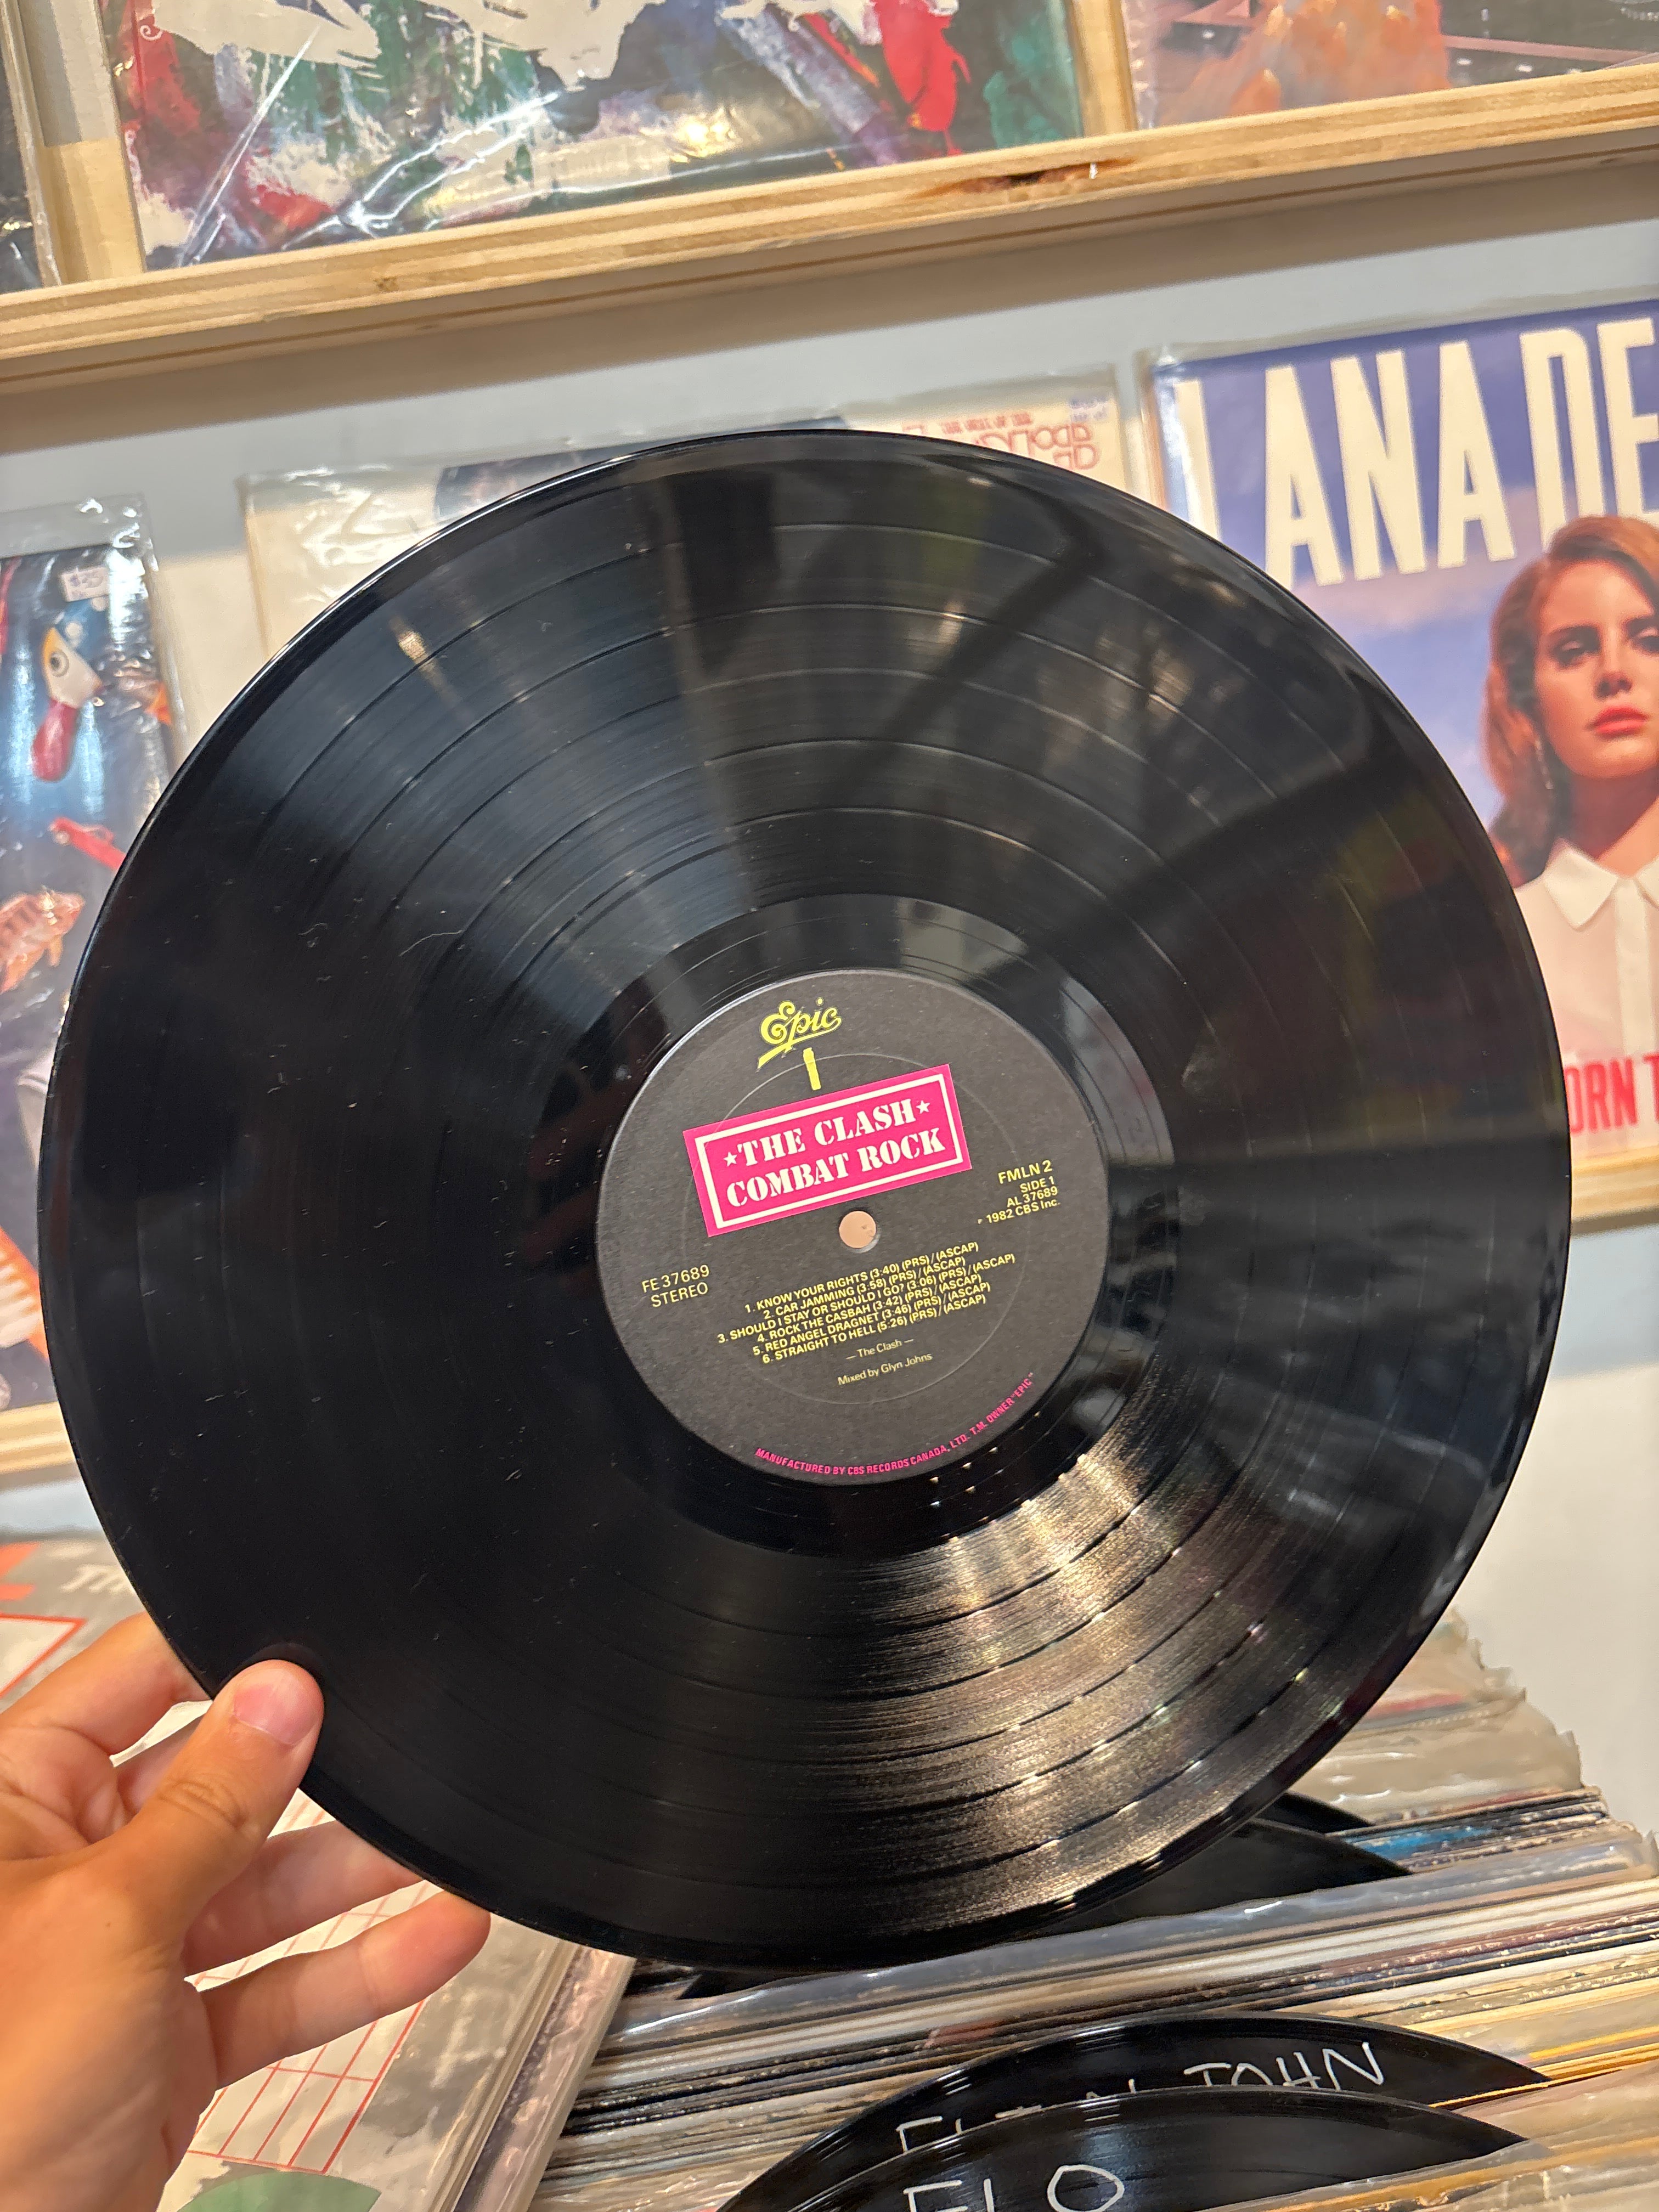 LANA DE
Epic
1
★THE CLASH★
COMBAT ROCK
FMLN 2
SIDE 1
AL 37689
℗ 1982 CBS Inc.
FE 37689
STEREO
1. KNOW YOUR RIGHTS (3:40) (PRS) / (ASCAP)
2. CAR JAMMING (3:58) (PRS) / (ASCAP)
3. SHOULD I STAY OR SHOULD I GO? (3:06) (PRS) / (ASCAP)
4. ROCK THE CASBAH (3:42) (PRS) / (ASCAP)
5. RED ANGEL DRAGNET (3:46) (PRS) / (ASCAP)
6. STRAIGHT TO HELL (5:26) (PRS) / (ASCAP)
— The Clash —
Mixed by Glyn Johns
MANUFACTURED BY CBS RECORDS CANADA, LTD. T.M. OWNER "EPIC"
ORN T
JOHN
ELO